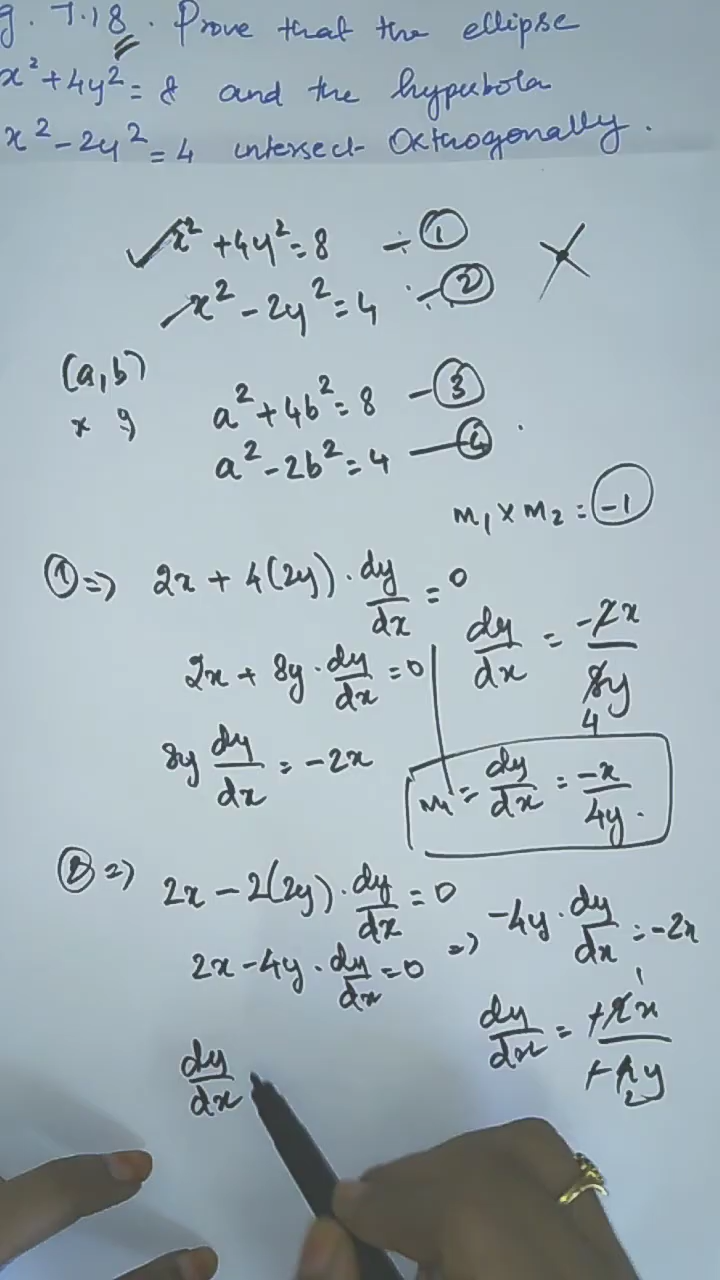 g. 7.18. Prove that the ellipse
x² + 4y² = 8 and the hyperbola
x² - 2y² = 4 intersect Orthogonally.
x² + 4y² = 8 - ①
x² - 2y² = 4 - ②
(a, b)
x y
a² + 4b² = 8 - ③
a² - 2b² = 4 - ④
m₁ × m₂ = -1
① => 2x + 4(2y) · dy/dx = 0
2x + 8y · dy/dx = 0
8y dy/dx = -2x
dy/dx = -2x/8y
4
m₁ = dy/dx = -x/4y.
② => 2x - 2(2y) · dy/dx = 0
2x - 4y · dy/dx = 0
=> -4y · dy/dx = -2x
dy/dx = +2x/+4y
1
2
dy/dx